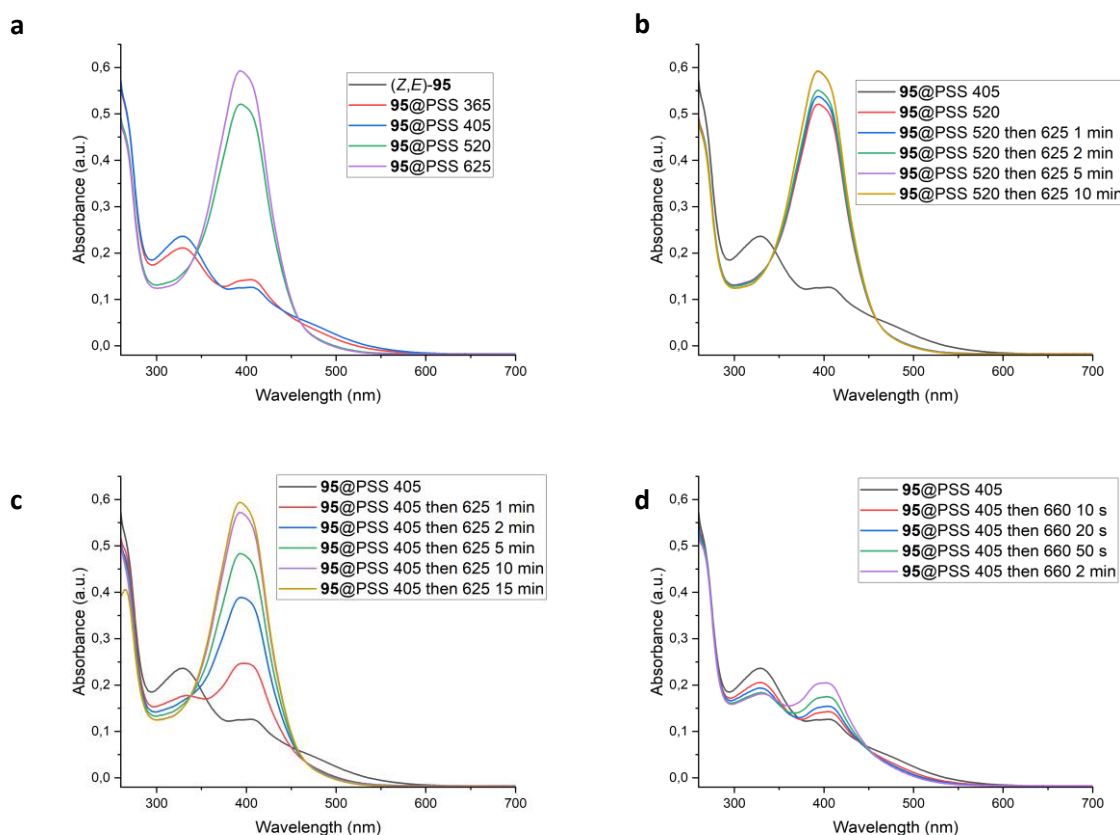 a
Absorbance (a.u.)
0,6
0,5
0,4
0,3
0,2
0,1
0,0
300
400
500
600
700
Wavelength (nm)
(Z,E)-95
95@PSS 365
95@PSS 405
95@PSS 520
95@PSS 625
b
Absorbance (a.u.)
0,6
0,5
0,4
0,3
0,2
0,1
0,0
300
400
500
600
700
Wavelength (nm)
95@PSS 405
95@PSS 520
95@PSS 520 then 625 1 min
95@PSS 520 then 625 2 min
95@PSS 520 then 625 5 min
95@PSS 520 then 625 10 min
c
Absorbance (a.u.)
0,6
0,5
0,4
0,3
0,2
0,1
0,0
300
400
500
600
700
Wavelength (nm)
95@PSS 405
95@PSS 405 then 625 1 min
95@PSS 405 then 625 2 min
95@PSS 405 then 625 5 min
95@PSS 405 then 625 10 min
95@PSS 405 then 625 15 min
d
Absorbance (a.u.)
0,6
0,5
0,4
0,3
0,2
0,1
0,0
300
400
500
600
700
Wavelength (nm)
95@PSS 405
95@PSS 405 then 660 10 s
95@PSS 405 then 660 20 s
95@PSS 405 then 660 50 s
95@PSS 405 then 660 2 min